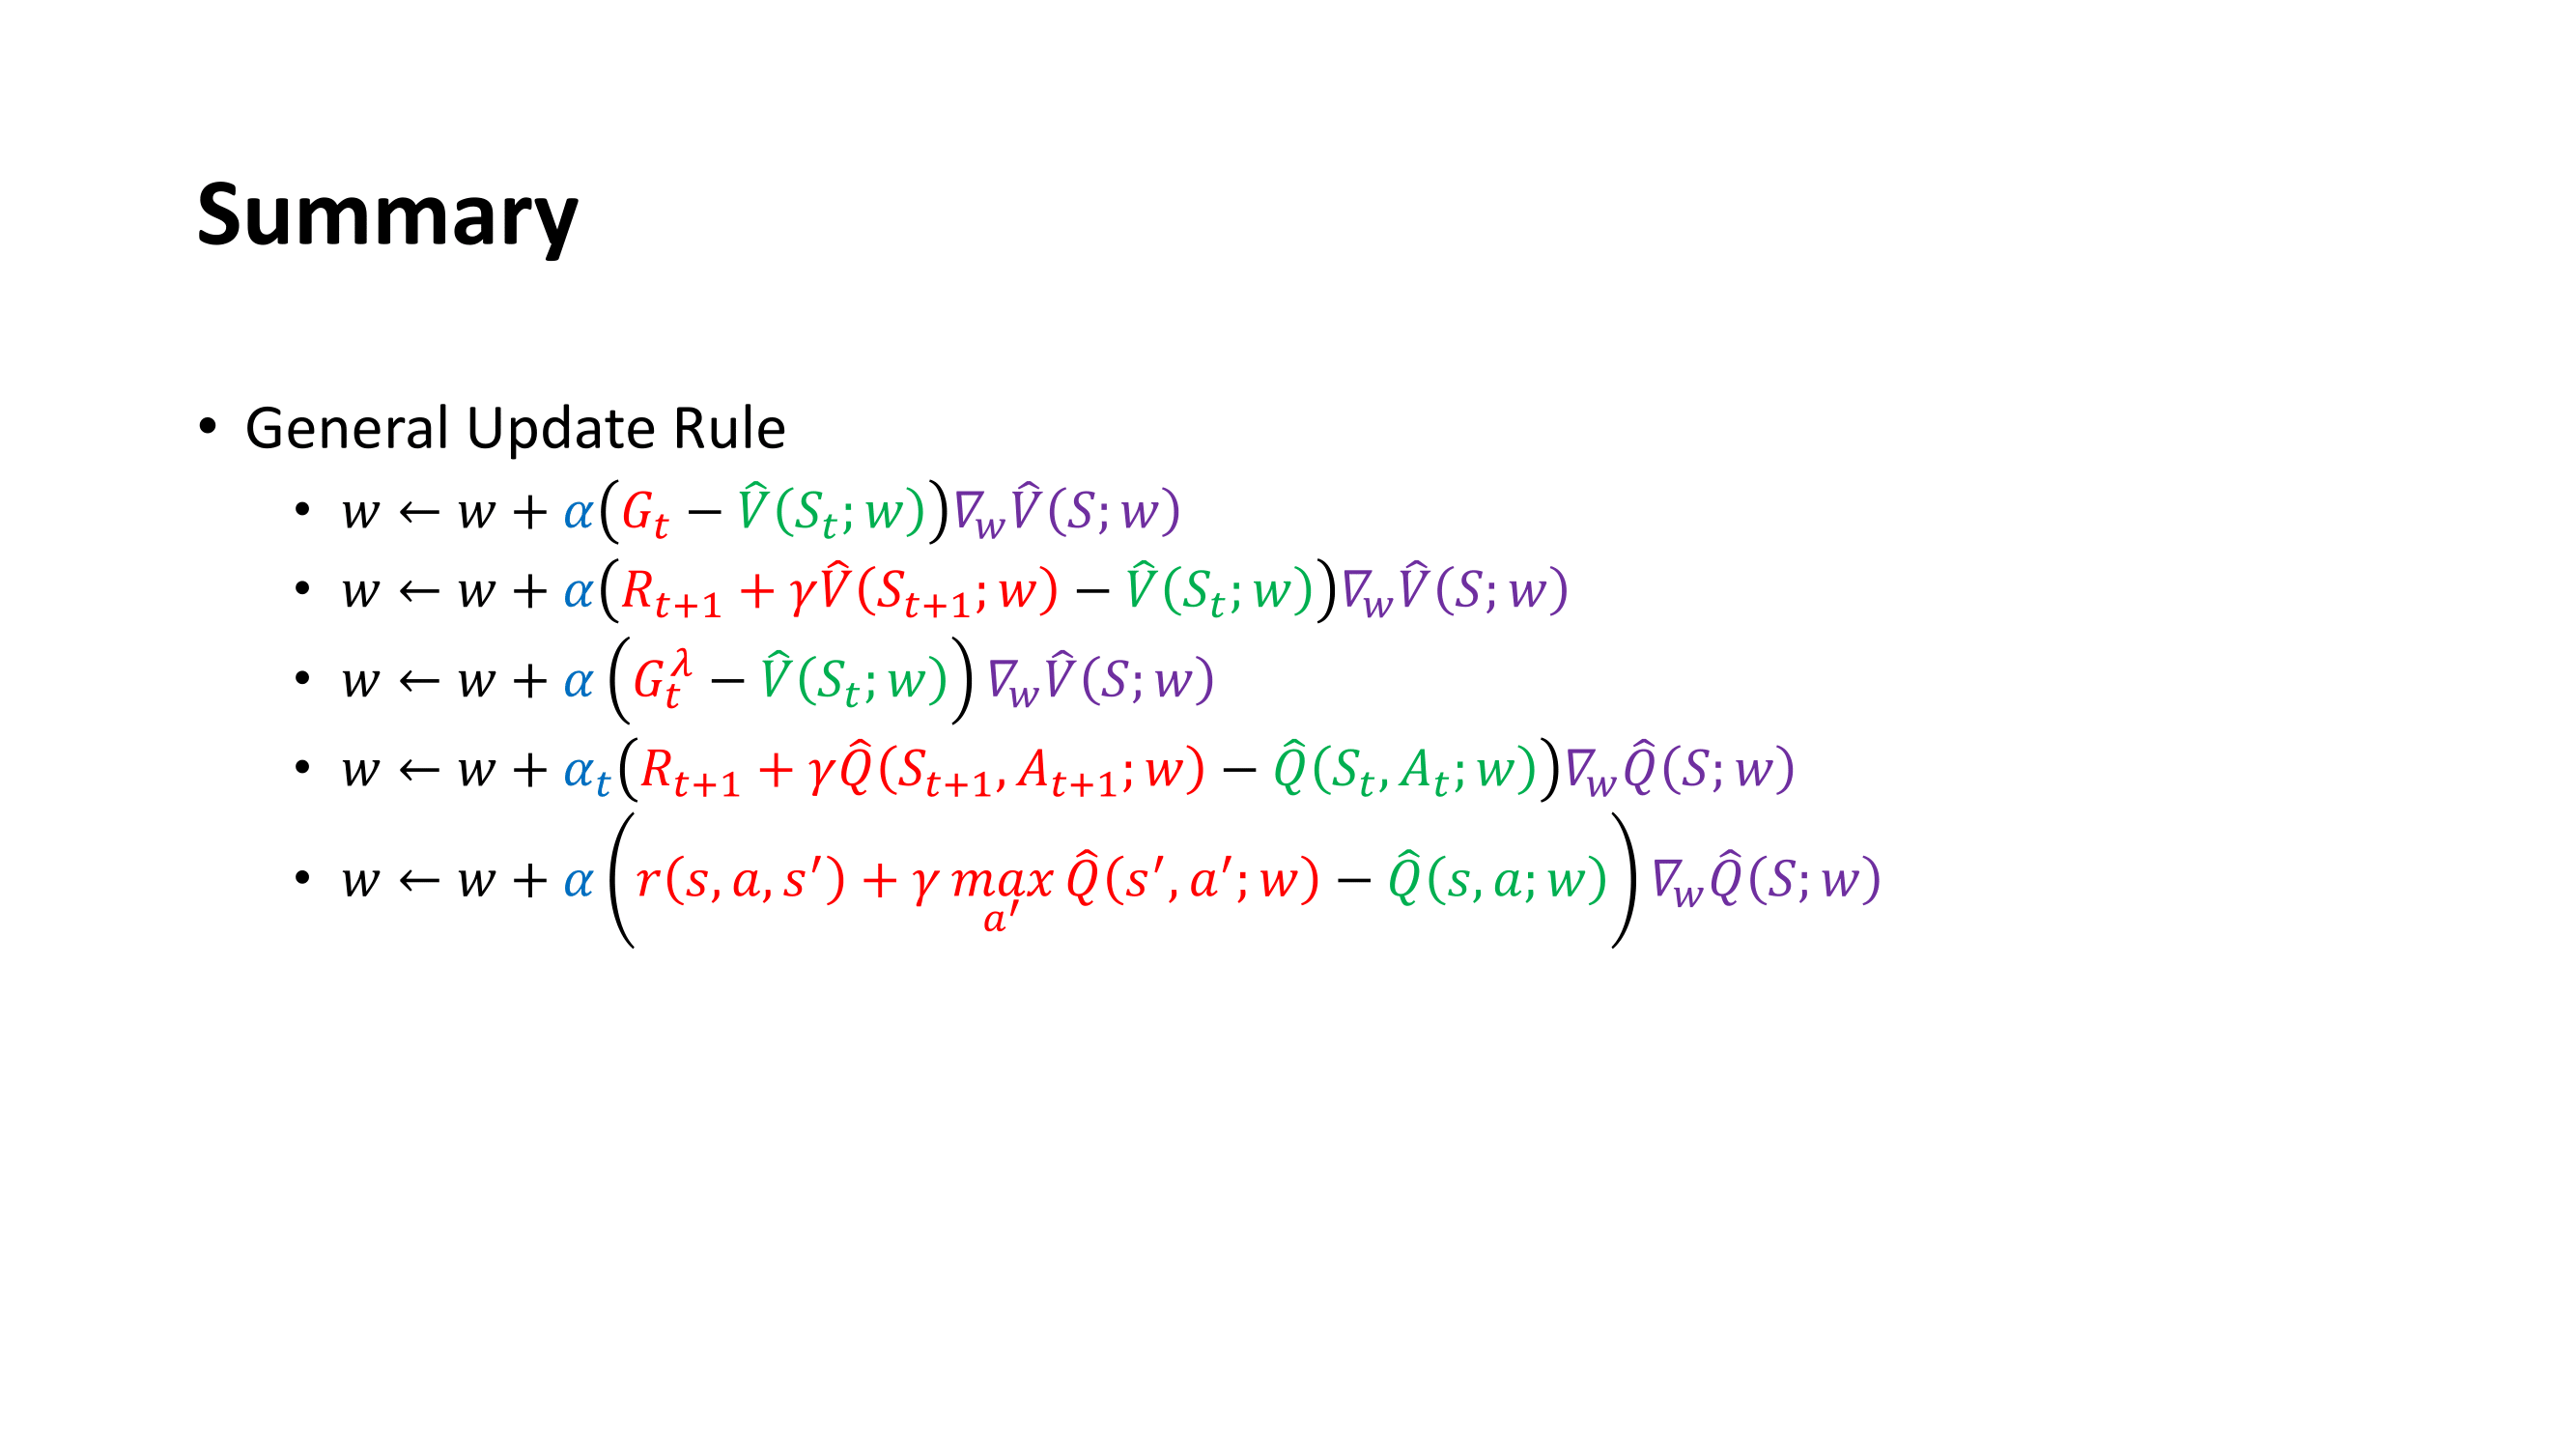 Summary
• General Update Rule
• $w \leftarrow w + \alpha\left(G_t - \hat{V}(S_t; w)\right)\nabla_w \hat{V}(S; w)$
• $w \leftarrow w + \alpha\left(R_{t+1} + \gamma \hat{V}(S_{t+1}; w) - \hat{V}(S_t; w)\right)\nabla_w \hat{V}(S; w)$
• $w \leftarrow w + \alpha\left(G_t^{\lambda} - \hat{V}(S_t; w)\right)\nabla_w \hat{V}(S; w)$
• $w \leftarrow w + \alpha_t\left(R_{t+1} + \gamma \hat{Q}(S_{t+1}, A_{t+1}; w) - \hat{Q}(S_t, A_t; w)\right)\nabla_w \hat{Q}(S; w)$
• $w \leftarrow w + \alpha\left(r(s, a, s') + \gamma \underset{a'}{max}\, \hat{Q}(s', a'; w) - \hat{Q}(s, a; w)\right)\nabla_w \hat{Q}(S; w)$